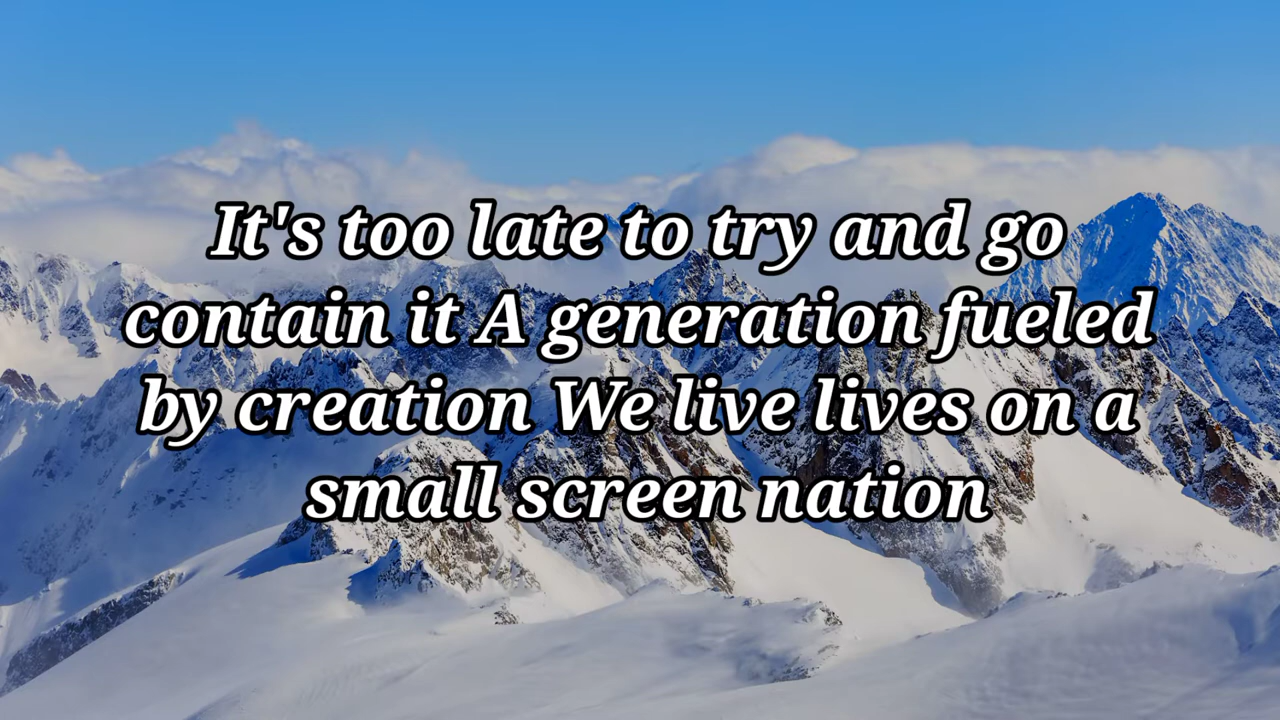 It's too late to try and go
contain it A generation fueled
by creation We live lives on a
small screen nation